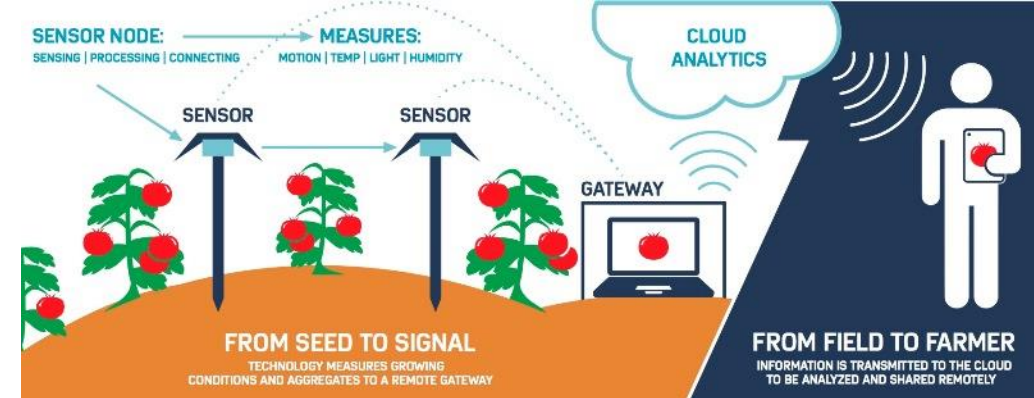 SENSOR NODE:
SENSING | PROCESSING | CONNECTING
MEASURES:
MOTION | TEMP | LIGHT | HUMIDITY
CLOUD
ANALYTICS
SENSOR
SENSOR
GATEWAY
FROM SEED TO SIGNAL
TECHNOLOGY MEASURES GROWING
CONDITIONS AND AGGREGATES TO A REMOTE GATEWAY
FROM FIELD TO FARMER
INFORMATION IS TRANSMITTED TO THE CLOUD
TO BE ANALYZED AND SHARED REMOTELY